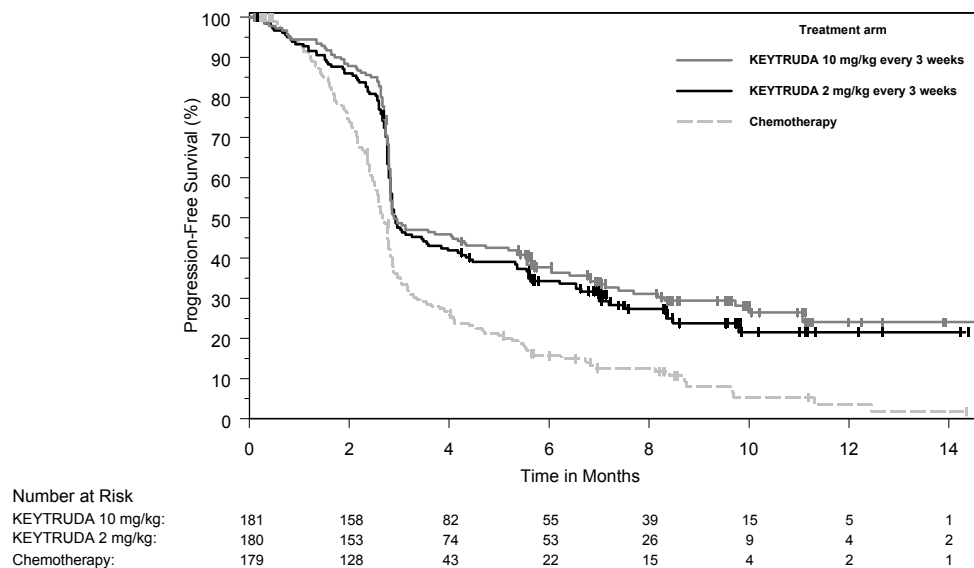 Treatment arm
KEYTRUDA 10 mg/kg every 3 weeks
KEYTRUDA 2 mg/kg every 3 weeks
Chemotherapy
Progression-Free Survival (%)
100
90
80
70
60
50
40
30
20
10
0
0 2 4 6 8 10 12 14
Time in Months
Number at Risk
KEYTRUDA 10 mg/kg: 181 158 82 55 39 15 5 1
KEYTRUDA 2 mg/kg: 180 153 74 53 26 9 4 2
Chemotherapy: 179 128 43 22 15 4 2 1